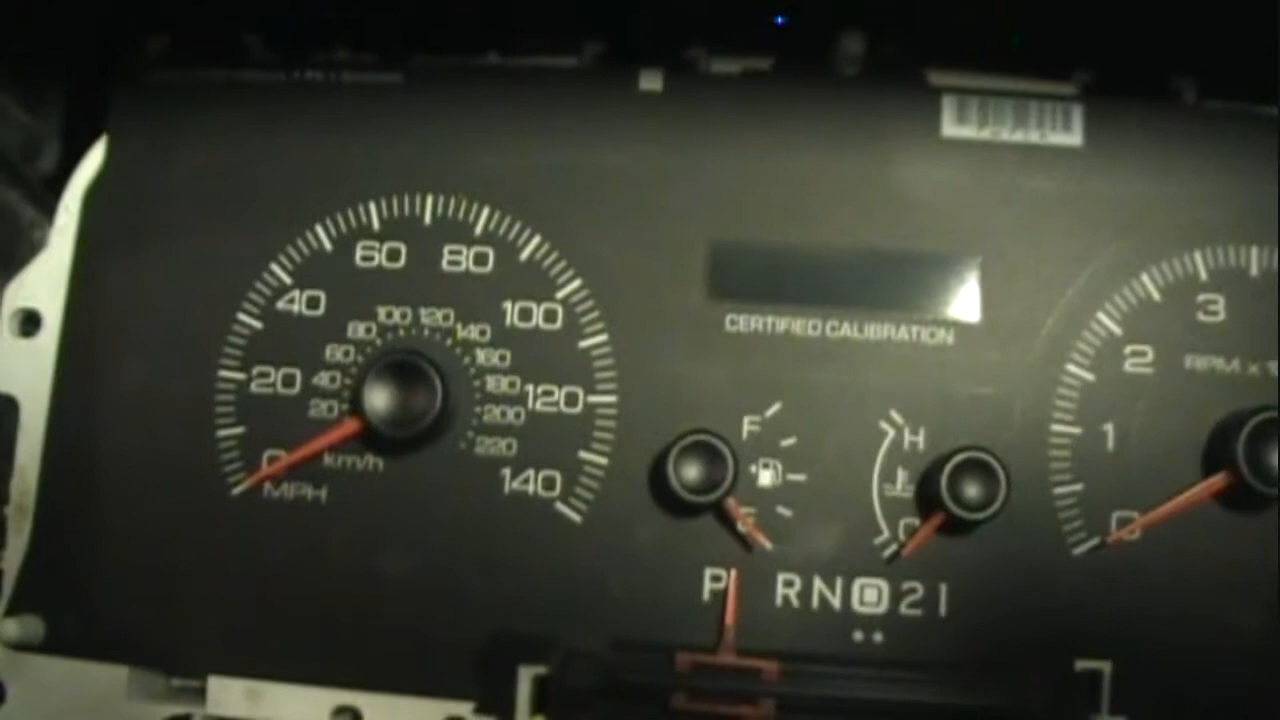 60 80
40 100
100 120
80 140
60 160
20 40 180 120
20 200
220
0 km/h
MPH 140
CERTIFIED CALIBRATION
F
E
H
C
3
2 RPM x 1
1
0
P R N D 2 1